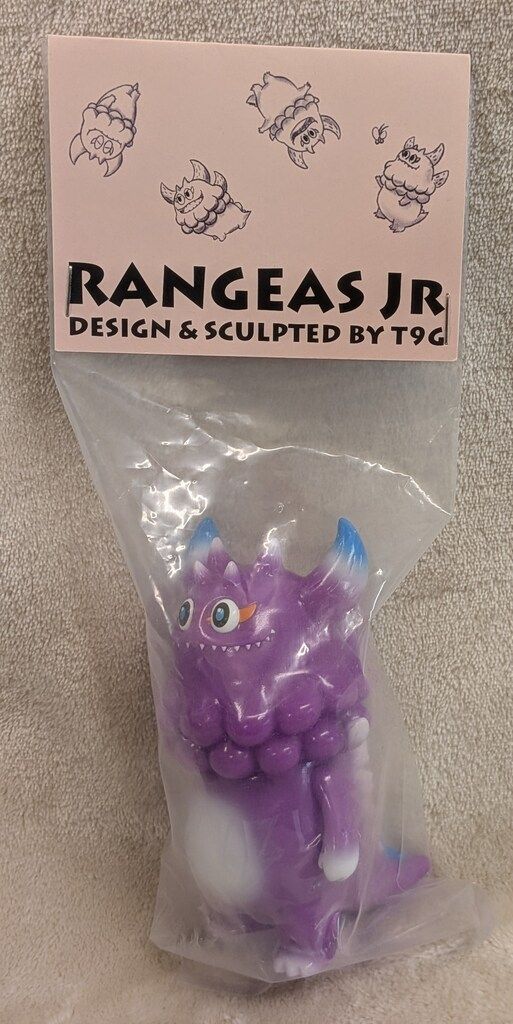 RANGEAS JR
DESIGN & SCULPTED BY T9G